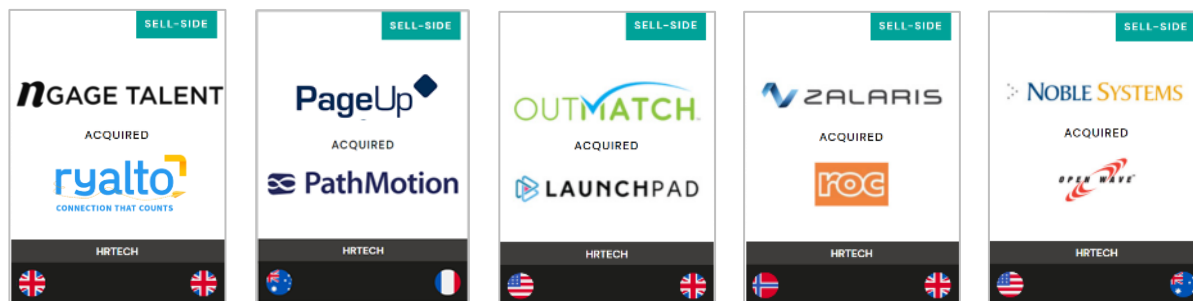 SELL-SIDE
nGAGE TALENT
ACQUIRED
ryalto
CONNECTION THAT COUNTS
HRTECH
SELL-SIDE
PageUp
ACQUIRED
PathMotion
HRTECH
SELL-SIDE
OUTMATCH
ACQUIRED
LAUNCHPAD
HRTECH
SELL-SIDE
ZALARIS
ACQUIRED
roc
HRTECH
SELL-SIDE
NOBLE SYSTEMS
ACQUIRED
OPEN WAVE
HRTECH